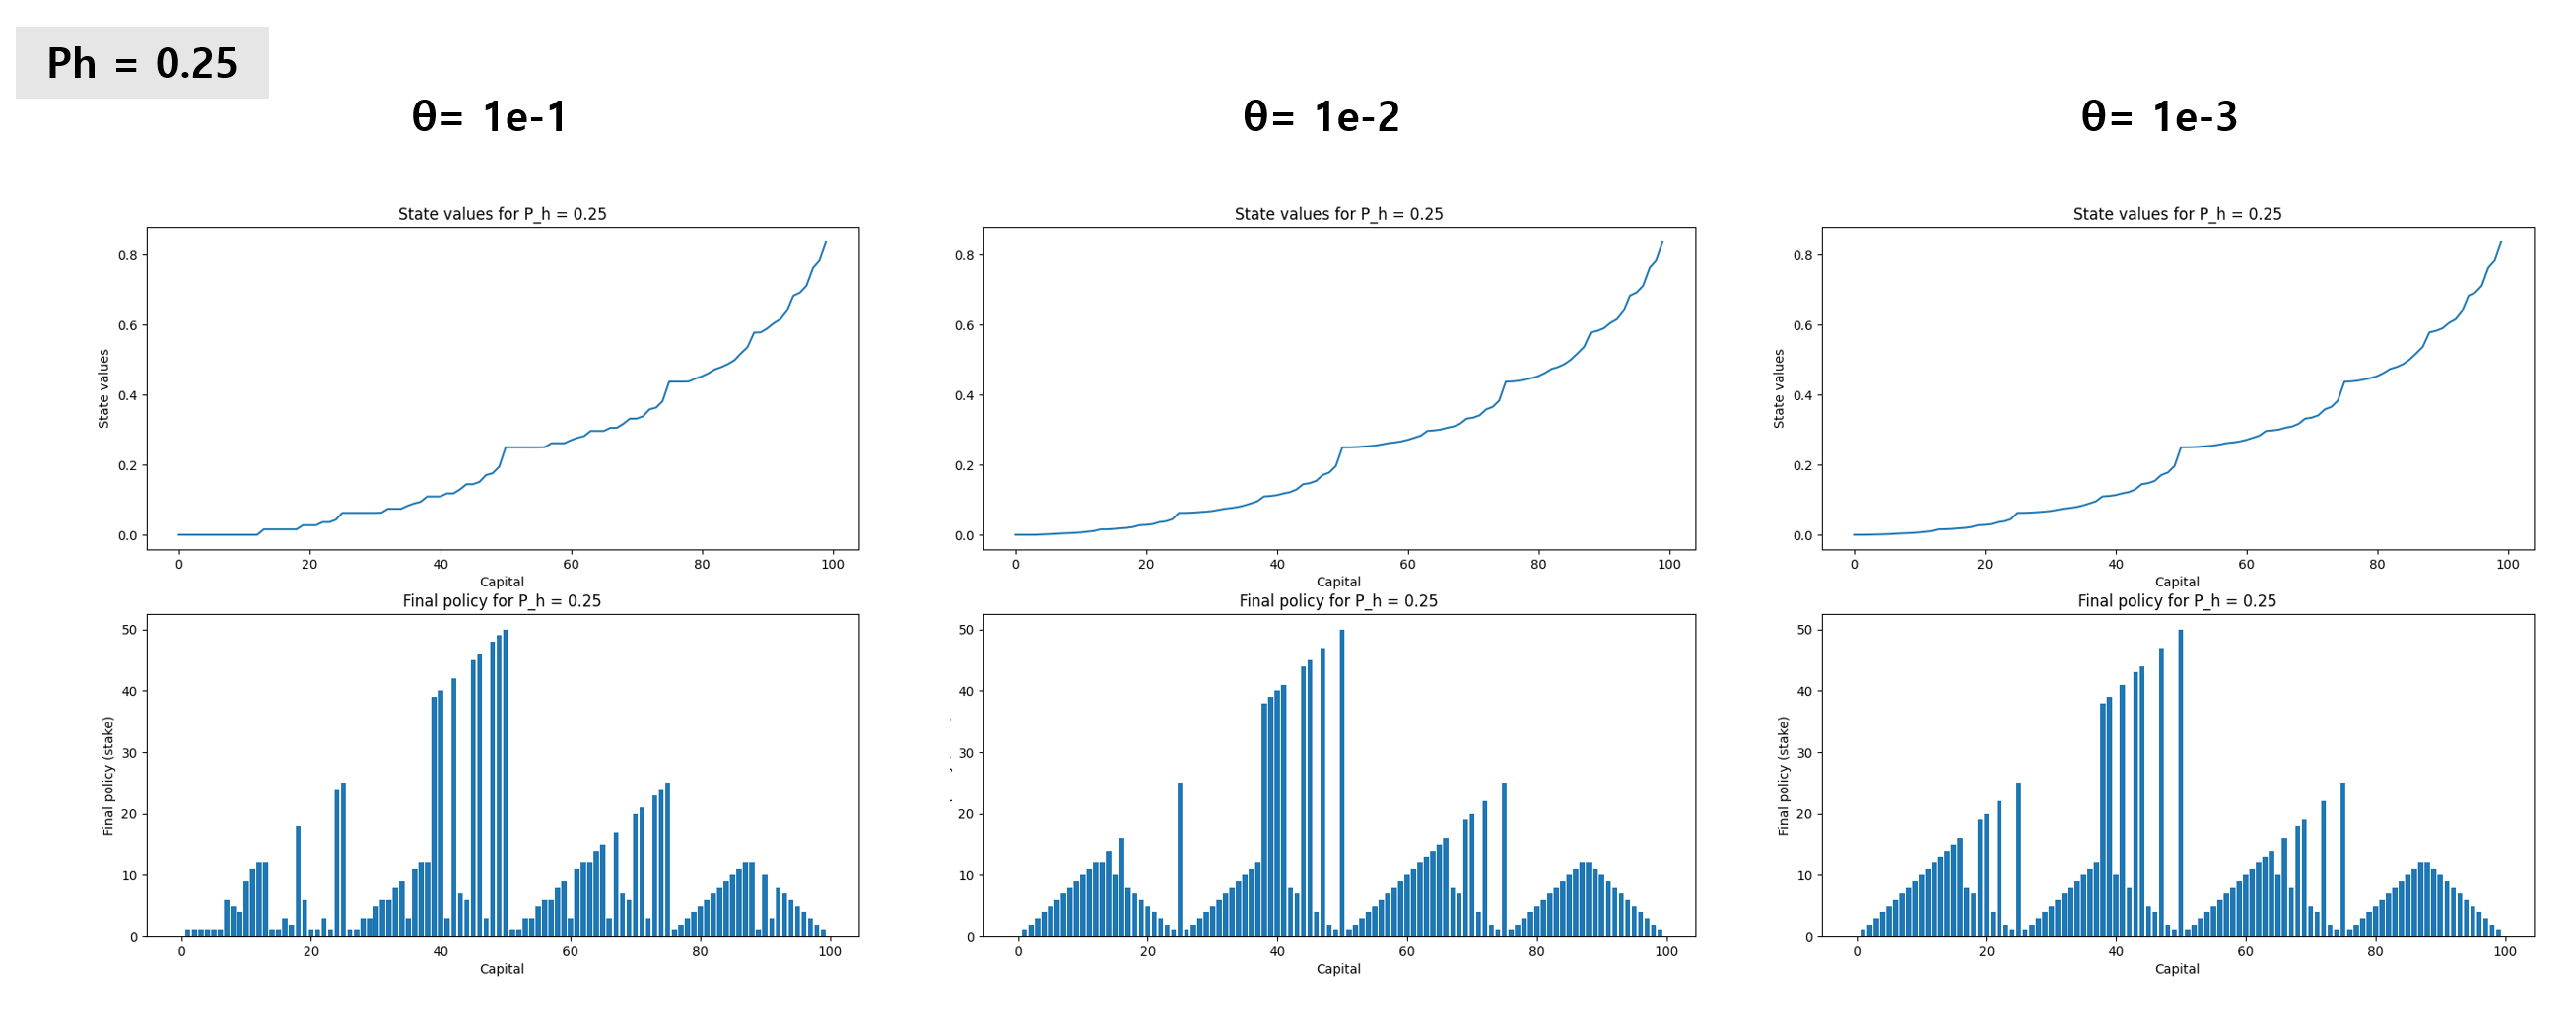 Ph = 0.25
θ= 1e-1
θ= 1e-2
θ= 1e-3
State values for P_h = 0.25
State values
0.8
0.6
0.4
0.2
0.0
0 20 40 60 80 100
Capital
State values for P_h = 0.25
0.8
0.6
0.4
0.2
0.0
0 20 40 60 80 100
Capital
State values for P_h = 0.25
State values
0.8
0.6
0.4
0.2
0.0
0 20 40 60 80 100
Capital
Final policy for P_h = 0.25
Final policy (stake)
50
40
30
20
10
0
0 20 40 60 80 100
Capital
Final policy for P_h = 0.25
50
40
30
20
10
0
0 20 40 60 80 100
Capital
Final policy for P_h = 0.25
Final policy (stake)
50
40
30
20
10
0
0 20 40 60 80 100
Capital